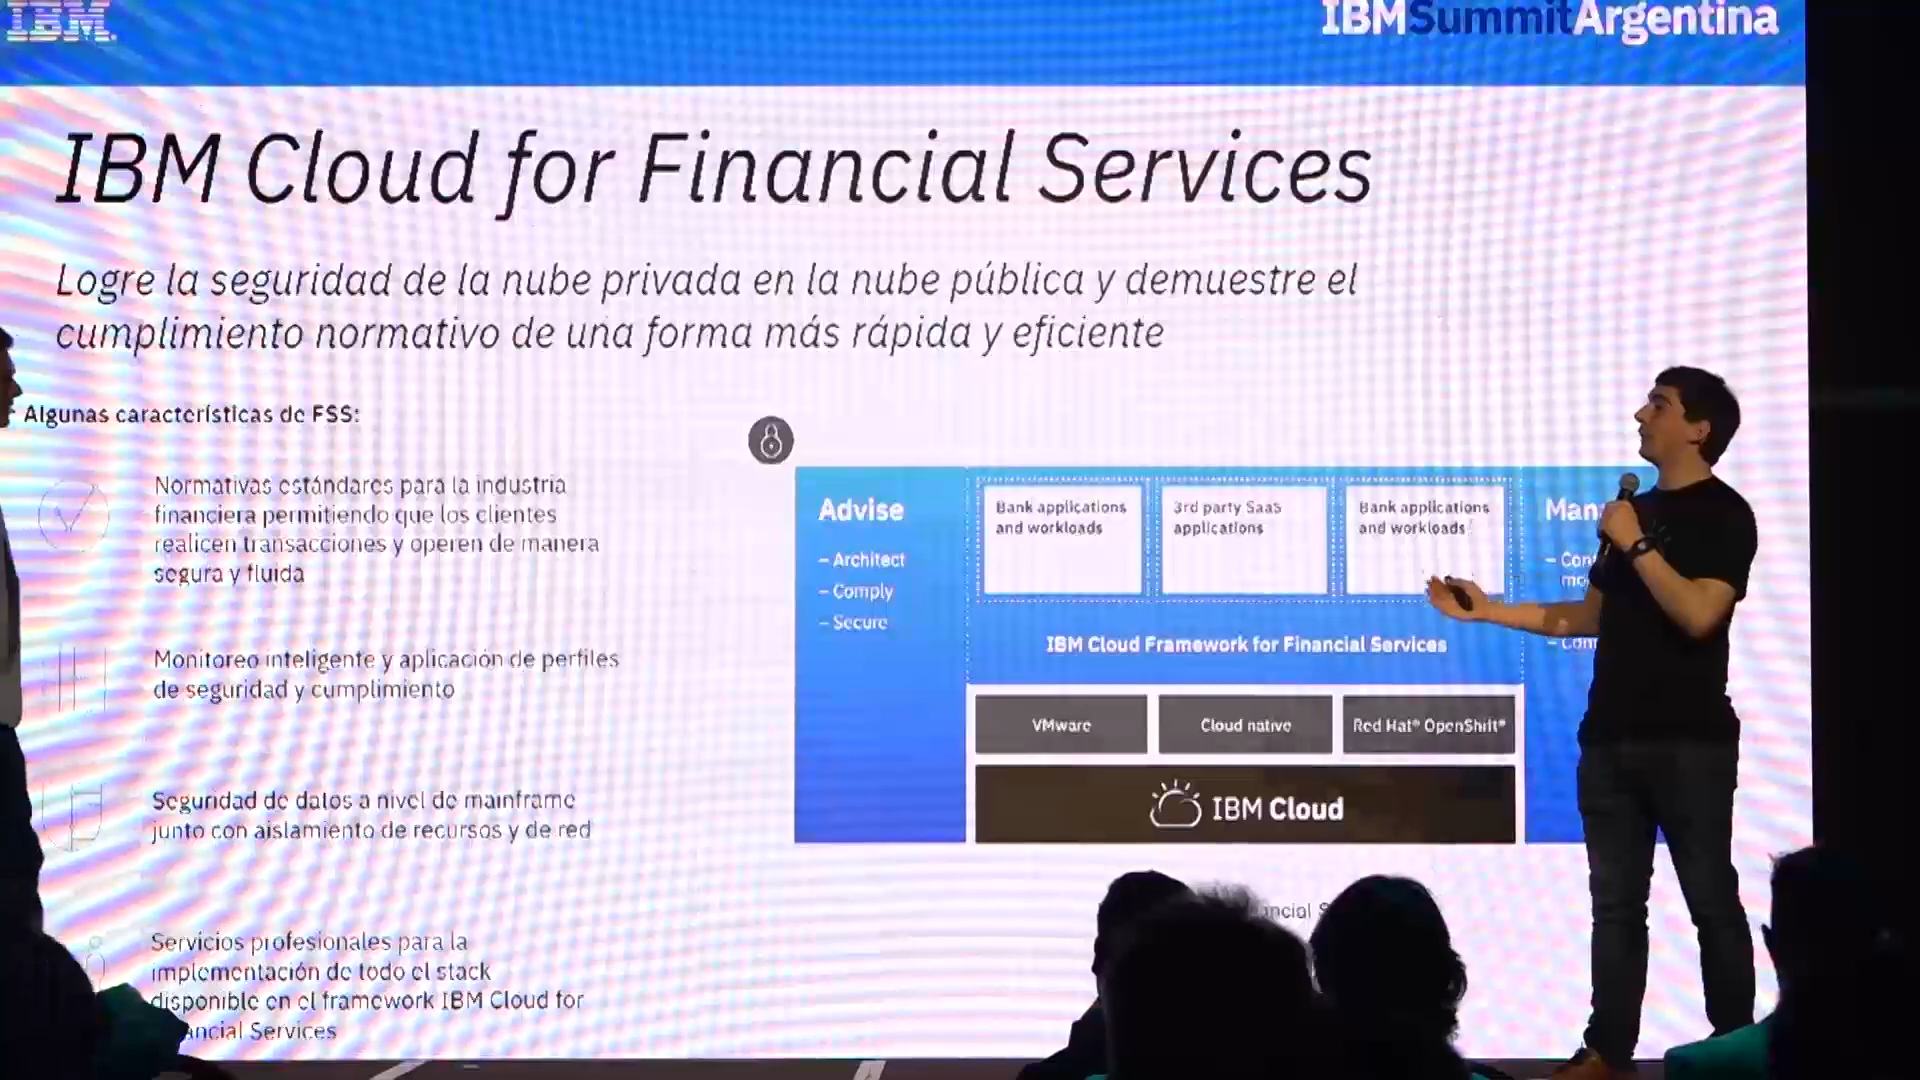 IBM
IBMSummitArgentina
IBM Cloud for Financial Services
Logre la seguridad de la nube privada en la nube pública y demuestre el
cumplimiento normativo de una forma más rápida y eficiente
Algunas características de FSS:
Normativas estándares para la industria
financiera permitiendo que los clientes
realicen transacciones y operen de manera
segura y fluida
Monitoreo inteligente y aplicación de perfiles
de seguridad y cumplimiento
Seguridad de datos a nivel de mainframe
junto con aislamiento de recursos y de red
Servicios profesionales para la
implementación de todo el stack
disponible en el framework IBM Cloud for
Services
Advise
– Architect
– Comply
– Secure
Bank applications
and workloads
3rd party SaaS
applications
Bank applications
and workloads
IBM Cloud Framework for Financial Services
VMware
Cloud native
Red Hat® OpenShift®
IBM Cloud